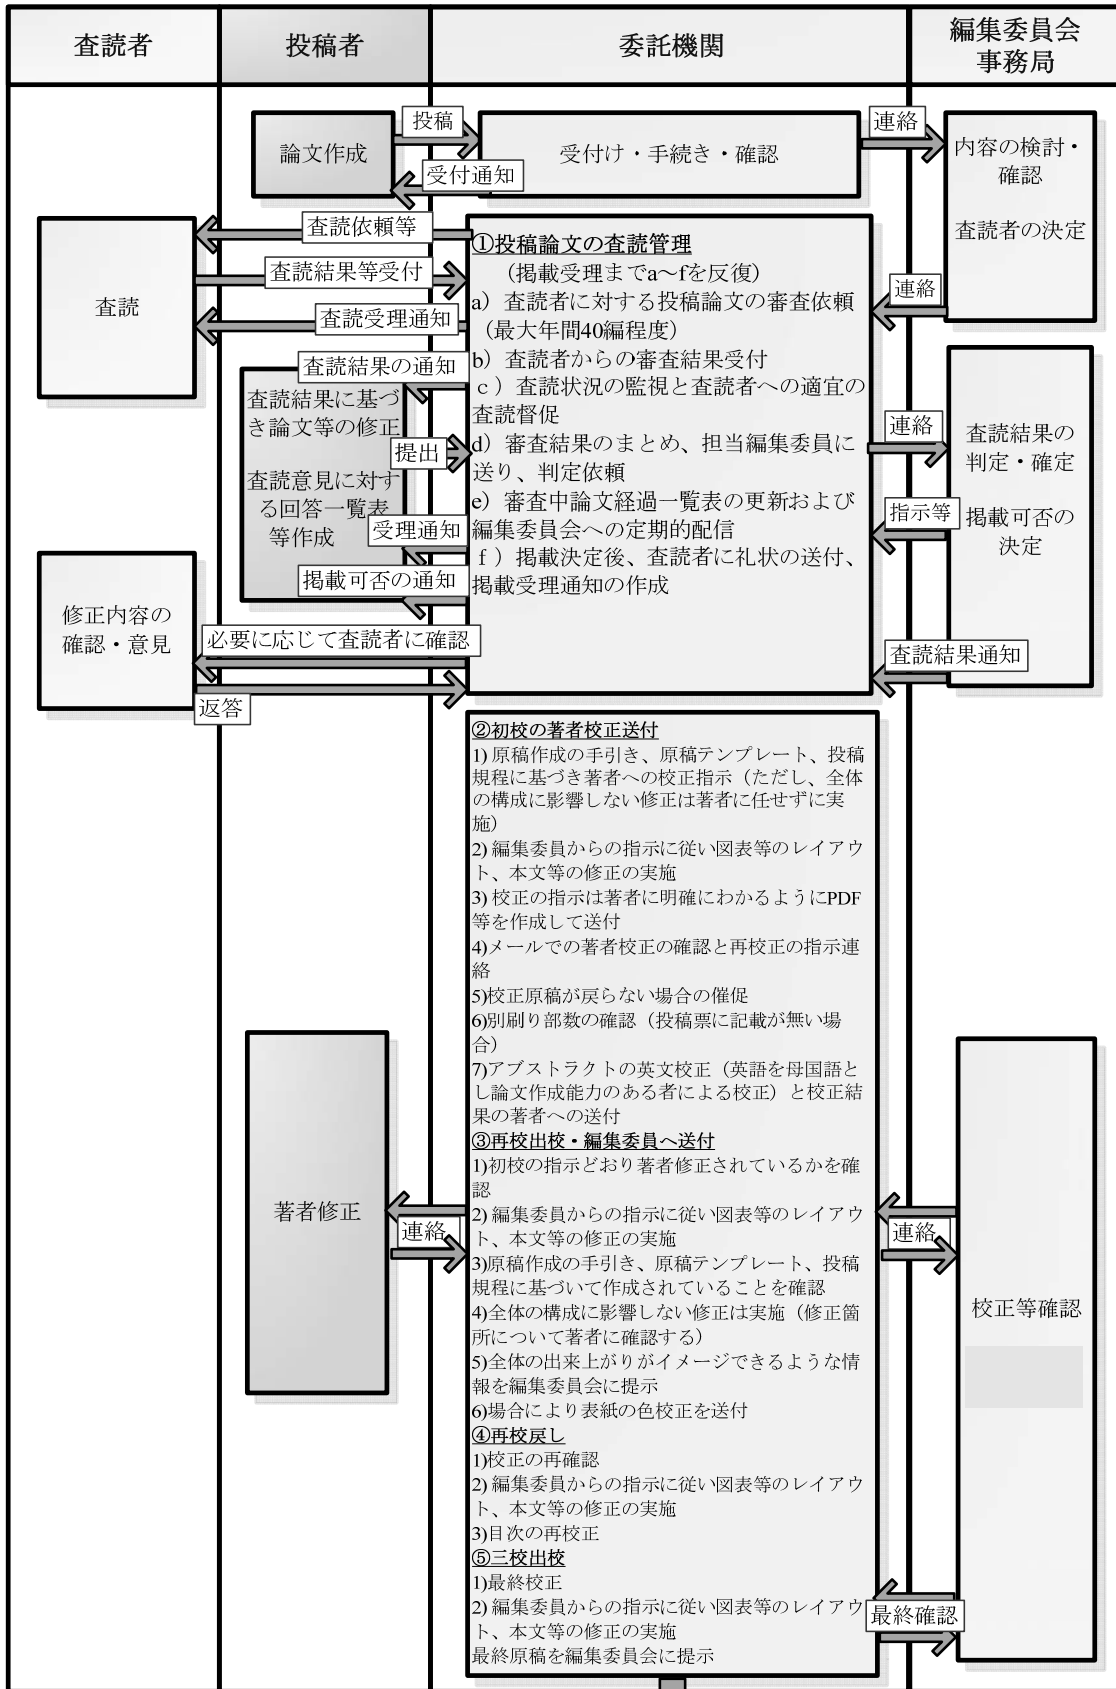 査読者
投稿者
委託機関
編集委員会
事務局
論文作成
投稿
受付通知
受付け・手続き・確認
連絡
内容の検討・
確認
査読者の決定
連絡
査読
査読依頼等
査読結果等受付
査読受理通知
査読結果の通知
査読結果に基づ
き論文等の修正
査読意見に対す
る回答一覧表
等作成
提出
受理通知
掲載可否の通知
①投稿論文の査読管理
（掲載受理までa～fを反復）
a）査読者に対する投稿論文の審査依頼
（最大年間40編程度）
b）査読者からの審査結果受付
c）査読状況の監視と査読者への適宜の
査読督促
d）審査結果のまとめ、担当編集委員に
送り、判定依頼
e）審査中論文経過一覧表の更新および
編集委員会への定期的配信
f）掲載決定後、査読者に礼状の送付、
掲載受理通知の作成
連絡
指示等
査読結果の
判定・確定
掲載可否の
決定
査読結果通知
修正内容の
確認・意見
必要に応じて査読者に確認
返答
②初校の著者校正送付
1) 原稿作成の手引き、原稿テンプレート、投稿
規程に基づき著者への校正指示（ただし、全体
の構成に影響しない修正は著者に任せずに実
施）
2) 編集委員からの指示に従い図表等のレイアウ
ト、本文等の修正の実施
3) 校正の指示は著者に明確にわかるようにPDF
等を作成して送付
4)メールでの著者校正の確認と再校正の指示連
絡
5)校正原稿が戻らない場合の催促
6)別刷り部数の確認（投稿票に記載が無い場
合）
7)アブストラクトの英文校正（英語を母国語と
し論文作成能力のある者による校正）と校正結
果の著者への送付
③再校出校・編集委員へ送付
1)初校の指示どおり著者修正されているかを確
認
2) 編集委員からの指示に従い図表等のレイアウ
ト、本文等の修正の実施
3)原稿作成の手引き、原稿テンプレート、投稿
規程に基づいて作成されていることを確認
4)全体の構成に影響しない修正は実施（修正箇
所について著者に確認する）
5)全体の出来上がりがイメージできるような情
報を編集委員会に提示
6)場合により表紙の色校正を送付
④再校戻し
1)校正の再確認
2) 編集委員からの指示に従い図表等のレイアウ
ト、本文等の修正の実施
3)目次の再校正
⑤三校出校
1)最終校正
2) 編集委員からの指示に従い図表等のレイアウ
ト、本文等の修正の実施
最終原稿を編集委員会に提示
著者修正
連絡
連絡
校正等確認
最終確認